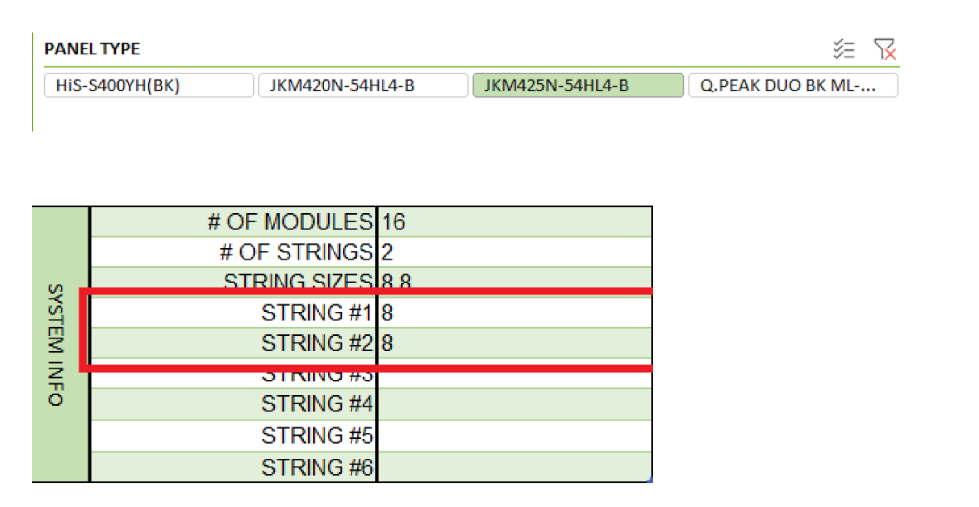 PANEL TYPE
HiS-S400YH(BK) JKM420N-54HL4-B JKM425N-54HL4-B Q.PEAK DUO BK ML-...
SYSTEM INFO
# OF MODULES 16
# OF STRINGS 2
STRING SIZES 8 8
STRING #1 8
STRING #2 8
STRING #3
STRING #4
STRING #5
STRING #6